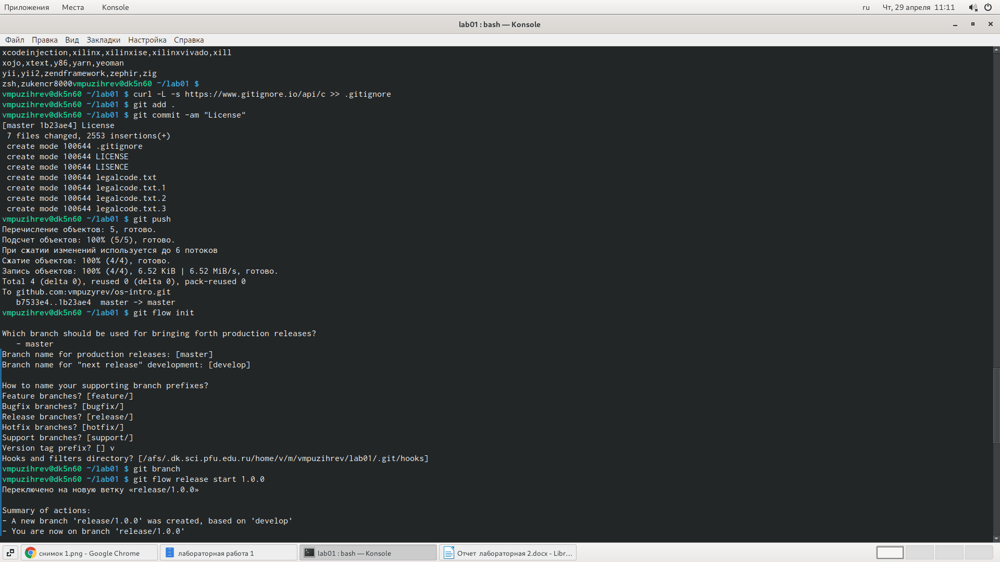 Приложения Места Konsole ru Чт, 29 апреля 11:11
lab01 : bash — Konsole
Файл Правка Вид Закладки Настройка Справка
xcodeinjection,xilinx,xilinxise,xilinxvivado,xill
xojo,xtext,y86,yarn,yeoman
yii,yii2,zendframework,zephir,zig
zsh,zukencr8000vmpuzihrev@dk5n60 ~/lab01 $
vmpuzihrev@dk5n60 ~/lab01 $ curl -L -s https://www.gitignore.io/api/c >> .gitignore
vmpuzihrev@dk5n60 ~/lab01 $ git add .
vmpuzihrev@dk5n60 ~/lab01 $ git commit -am "License"
[master 1b23ae4] License
 7 files changed, 2553 insertions(+)
 create mode 100644 .gitignore
 create mode 100644 LICENSE
 create mode 100644 LISENCE
 create mode 100644 legalcode.txt
 create mode 100644 legalcode.txt.1
 create mode 100644 legalcode.txt.2
 create mode 100644 legalcode.txt.3
vmpuzihrev@dk5n60 ~/lab01 $ git push
Перечисление объектов: 5, готово.
Подсчет объектов: 100% (5/5), готово.
При сжатии изменений используется до 6 потоков
Сжатие объектов: 100% (4/4), готово.
Запись объектов: 100% (4/4), 6.52 KiB | 6.52 MiB/s, готово.
Total 4 (delta 0), reused 0 (delta 0), pack-reused 0
To github.com:vmpuzyrev/os-intro.git
   b7533e4..1b23ae4  master -> master
vmpuzihrev@dk5n60 ~/lab01 $ git flow init
Which branch should be used for bringing forth production releases?
   - master
Branch name for production releases: [master]
Branch name for "next release" development: [develop]
How to name your supporting branch prefixes?
Feature branches? [feature/]
Bugfix branches? [bugfix/]
Release branches? [release/]
Hotfix branches? [hotfix/]
Support branches? [support/]
Version tag prefix? [] v
Hooks and filters directory? [/afs/.dk.sci.pfu.edu.ru/home/v/m/vmpuzihrev/lab01/.git/hooks]
vmpuzihrev@dk5n60 ~/lab01 $ git branch
vmpuzihrev@dk5n60 ~/lab01 $ git flow release start 1.0.0
Переключено на новую ветку «release/1.0.0»
Summary of actions:
- A new branch 'release/1.0.0' was created, based on 'develop'
- You are now on branch 'release/1.0.0'
снимок 1.png - Google Chrome лабораторная работа 1 lab01 : bash — Konsole Отчет лабораторная 2.docx - Libr...